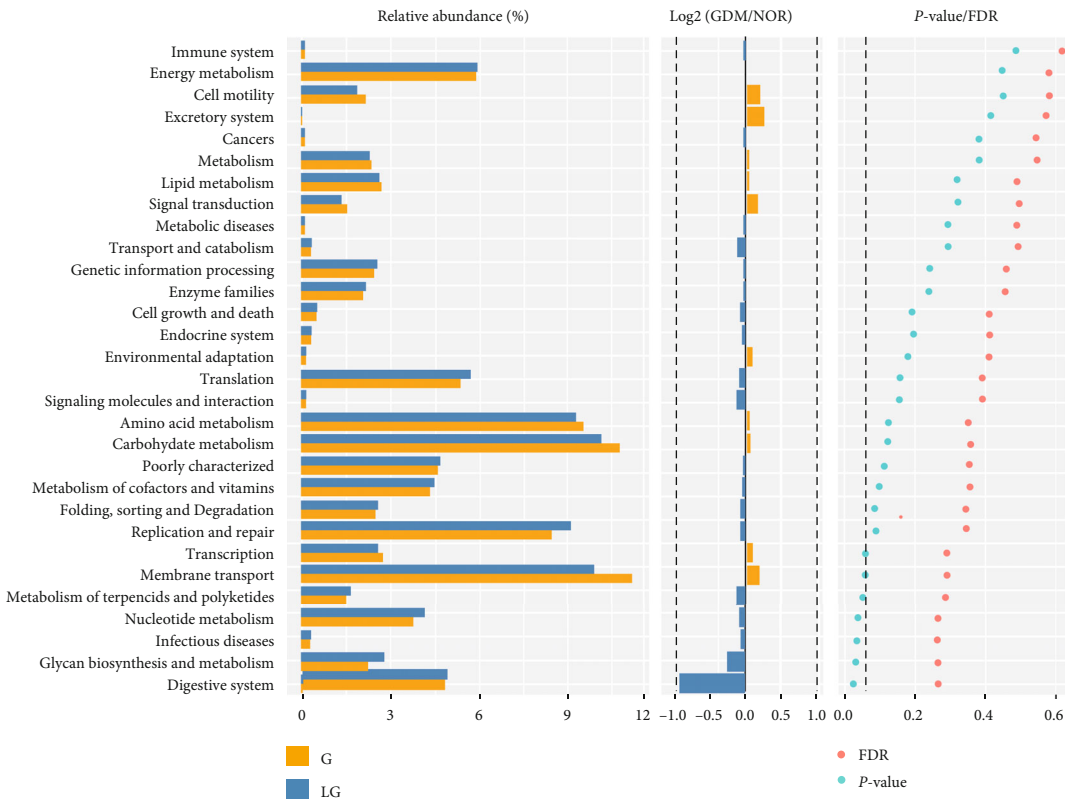 Relative abundance (%)
Log2 (GDM/NOR)
P-value/FDR
Immune system
Energy metabolism
Cell motility
Excretory system
Cancers
Metabolism
Lipid metabolism
Signal transduction
Metabolic diseases
Transport and catabolism
Genetic information processing
Enzyme families
Cell growth and death
Endocrine system
Environmental adaptation
Translation
Signaling molecules and interaction
Amino acid metabolism
Carbohydate metabolism
Poorly characterized
Metabolism of cofactors and vitamins
Folding, sorting and Degradation
Replication and repair
Transcription
Membrane transport
Metabolism of terpencids and polyketides
Nucleotide metabolism
Infectious diseases
Glycan biosynthesis and metabolism
Digestive system
0 3 6 9 12
−1.0 −0.5 0.0 0.5 1.0
0.0 0.2 0.4 0.6
G
LG
FDR
P-value